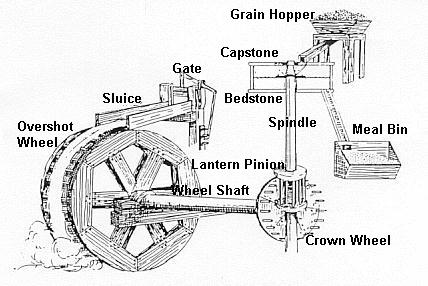 Grain Hopper
Capstone
Gate
Sluice
Bedstone
Overshot
Wheel
Spindle
Meal Bin
Lantern Pinion
Wheel Shaft
Crown Wheel